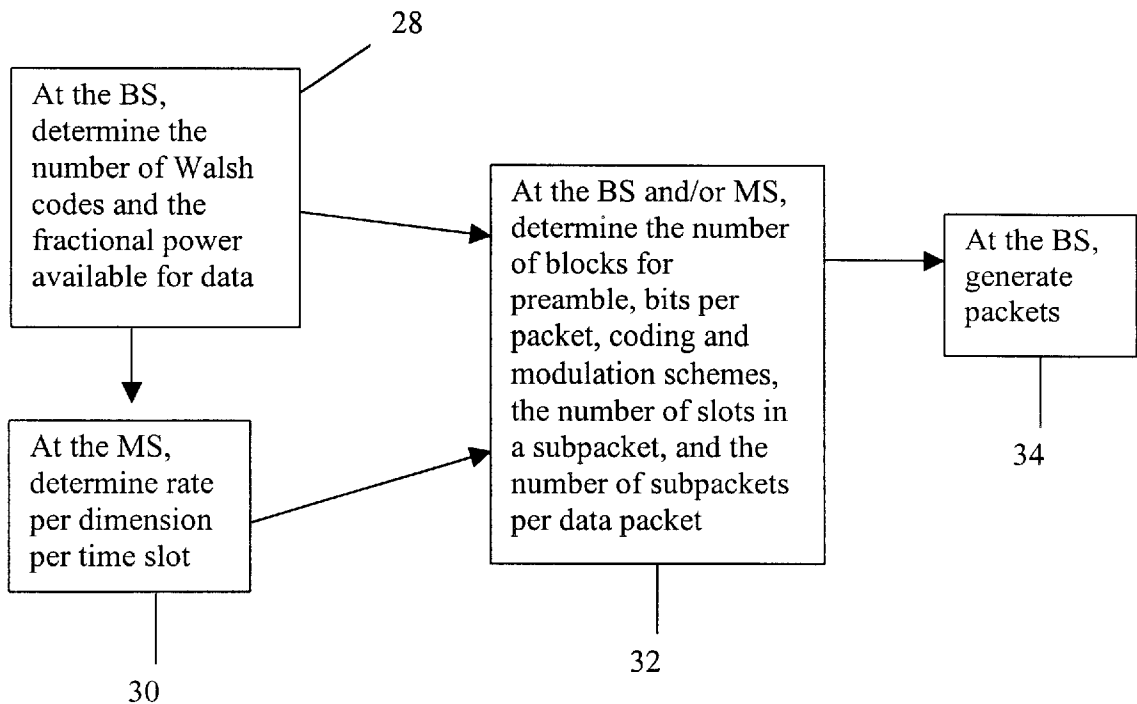 28
At the BS,
determine the
number of Walsh
codes and the
fractional power
available for data
At the MS,
determine rate
per dimension
per time slot
30
At the BS and/or MS,
determine the number
of blocks for
preamble, bits per
packet, coding and
modulation schemes,
the number of slots in
a subpacket, and the
number of subpackets
per data packet
32
At the BS,
generate
packets
34